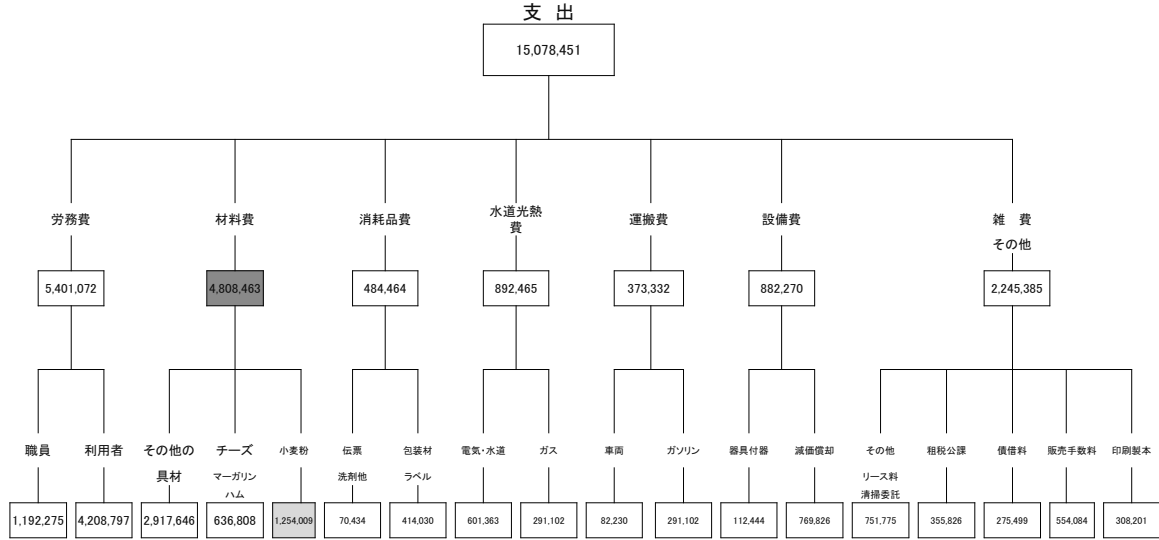 支 出
15,078,451
労務費
材料費
消耗品費
水道光熱
費
運搬費
設備費
雑 費
その他
5,401,072
4,808,463
484,464
892,465
373,332
882,270
2,245,385
職員
利用者
その他の
具材
チーズ
マーガリン
ハム
小麦粉
伝票
洗剤他
包装材
ラベル
電気・水道
ガス
車両
ガソリン
器具付器
減価償却
その他
リース料
清掃委託
租税公課
債借料
販売手数料
印刷製本
1,192,275
4,208,797
2,917,646
636,808
1,254,009
70,434
414,030
601,363
291,102
82,230
291,102
112,444
769,826
751,775
355,826
275,499
554,084
308,201